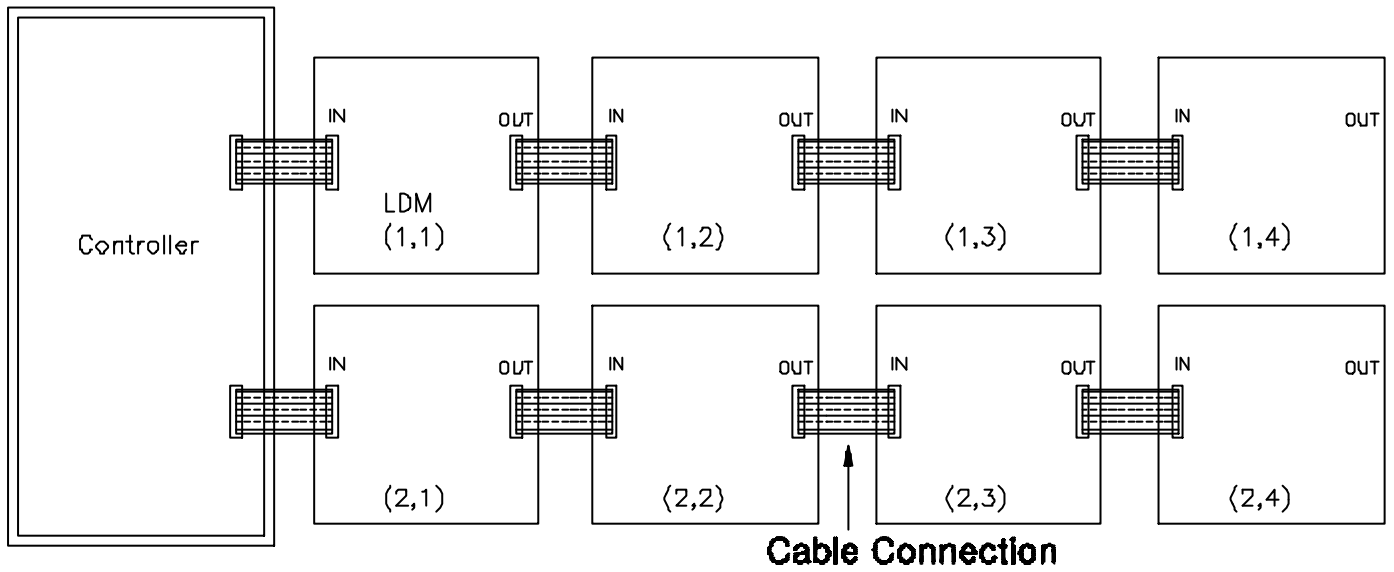 IN OUT IN OUT IN OUT IN OUT
LDM
Controller (1,1) (1,2) (1,3) (1,4)
IN OUT IN OUT IN OUT IN OUT
(2,1) (2,2) (2,3) (2,4)
Cable Connection